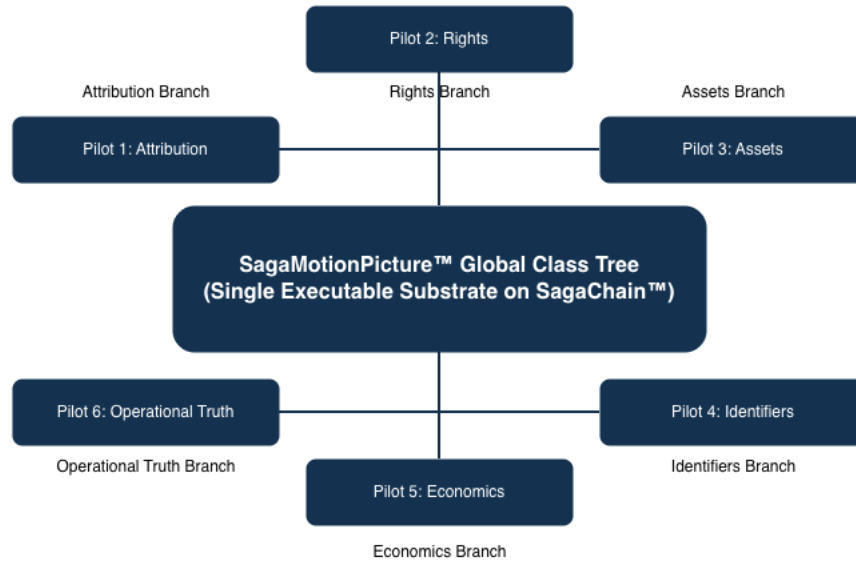 Pilot 2: Rights
Attribution Branch
Rights Branch
Assets Branch
Pilot 1: Attribution
Pilot 3: Assets
SagaMotionPicture™ Global Class Tree
(Single Executable Substrate on SagaChain™)
Pilot 6: Operational Truth
Pilot 4: Identifiers
Operational Truth Branch
Identifiers Branch
Pilot 5: Economics
Economics Branch